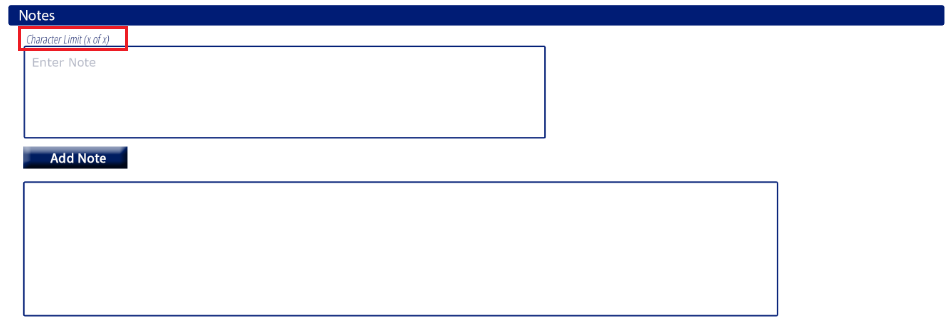 Notes
Character Limit (x of x)
Enter Note
Add Note